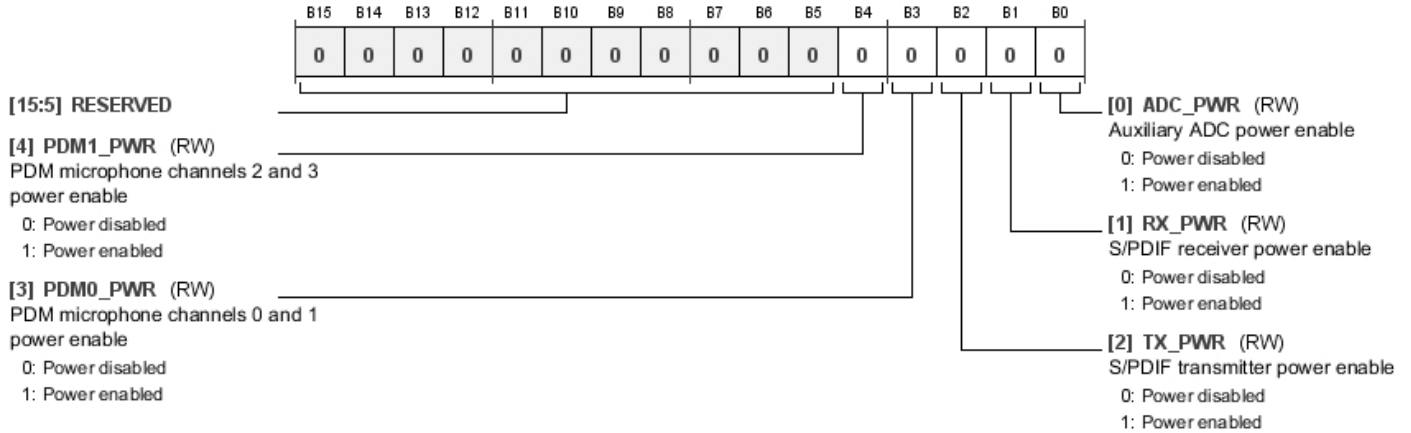 B15 B14 B13 B12 B11 B10 B9 B8 B7 B6 B5 B4 B3 B2 B1 B0
0 0 0 0 0 0 0 0 0 0 0 0 0 0 0 0
[15:5] RESERVED
[4] PDM1_PWR (RW)
PDM microphone channels 2 and 3
power enable
0: Power disabled
1: Power enabled
[3] PDM0_PWR (RW)
PDM microphone channels 0 and 1
power enable
0: Power disabled
1: Power enabled
[0] ADC_PWR (RW)
Auxiliary ADC power enable
0: Power disabled
1: Power enabled
[1] RX_PWR (RW)
S/PDIF receiver power enable
0: Power disabled
1: Power enabled
[2] TX_PWR (RW)
S/PDIF transmitter power enable
0: Power disabled
1: Power enabled